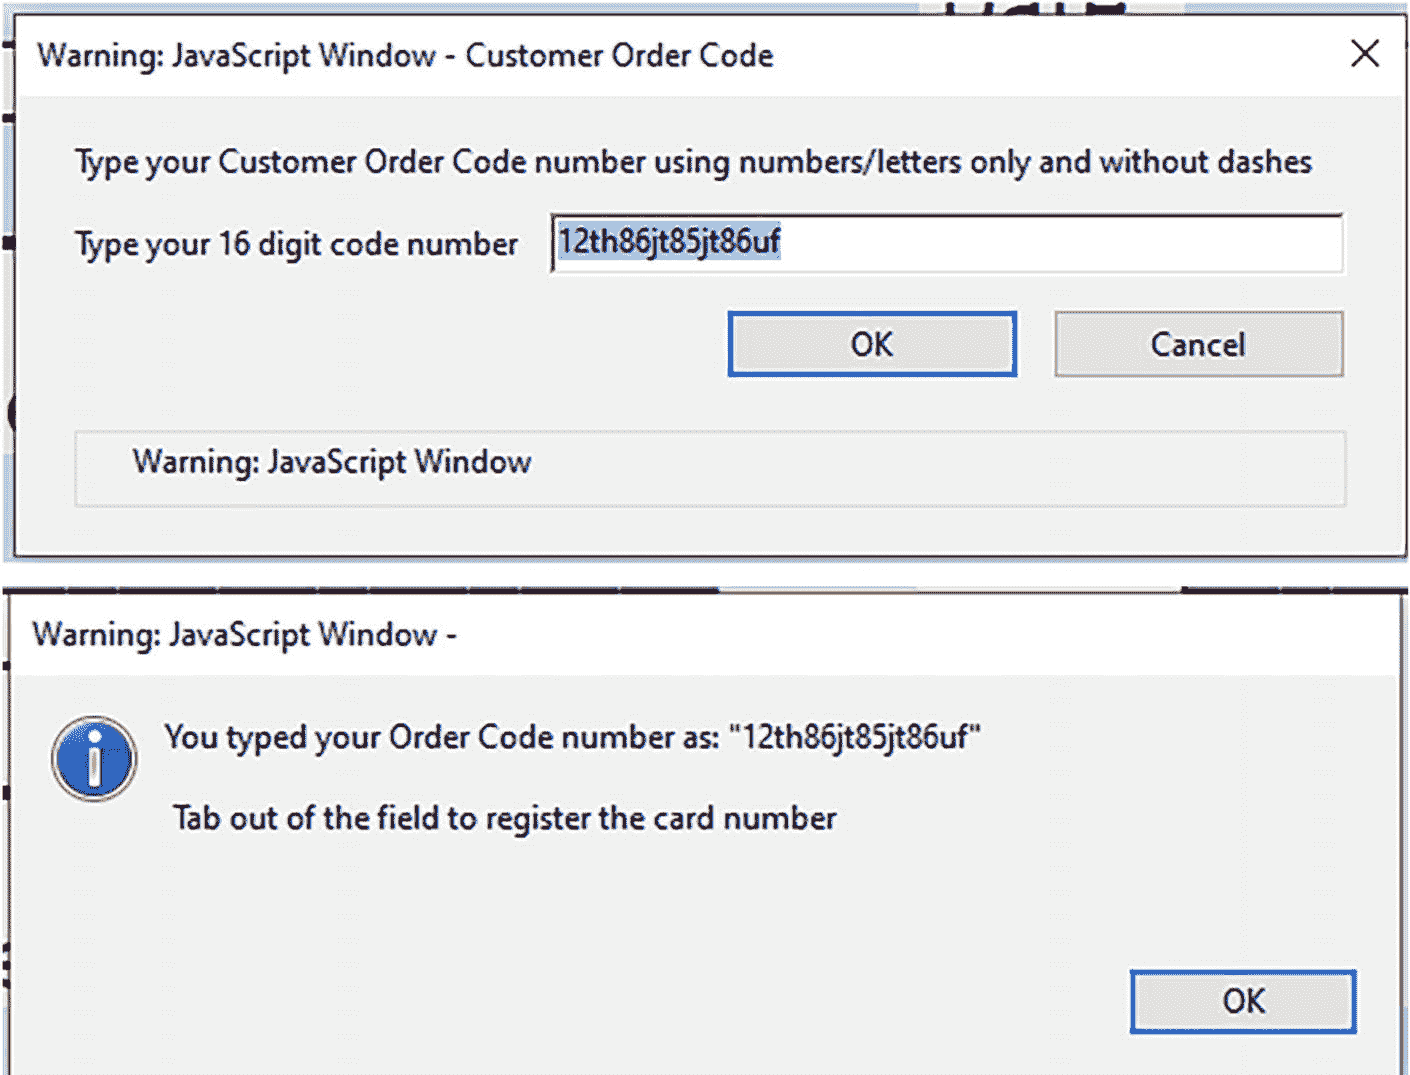 Warning: JavaScript Window - Customer Order Code
Type your Customer Order Code number using numbers/letters only and without dashes
Type your 16 digit code number 12th86jt85jt86uf
OK Cancel
Warning: JavaScript Window
Warning: JavaScript Window -
You typed your Order Code number as: "12th86jt85jt86uf"
Tab out of the field to register the card number
OK